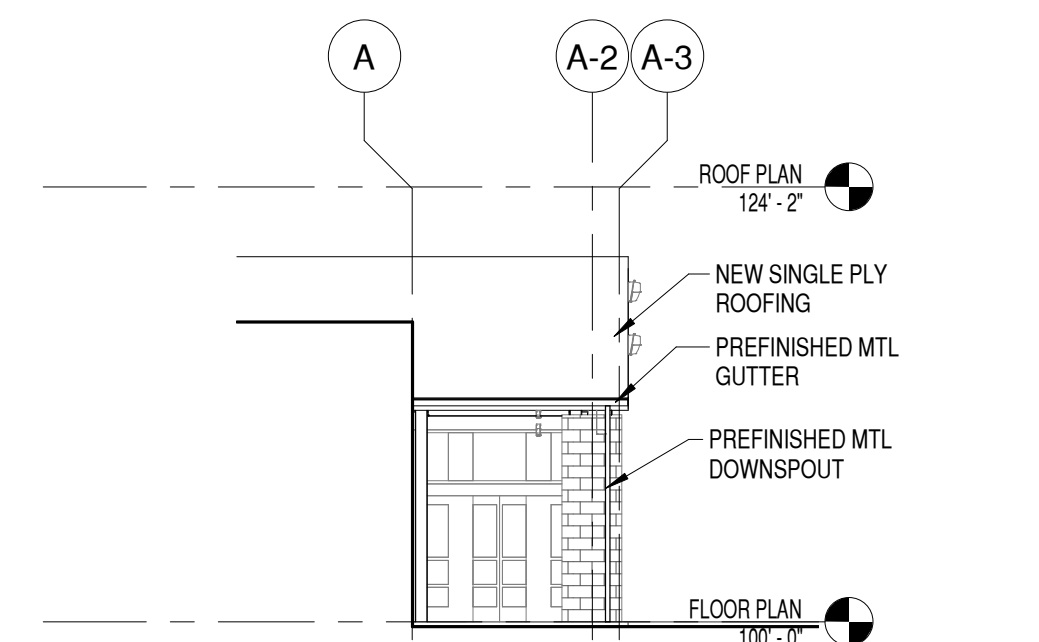 A
A-2
A-3
ROOF PLAN
124' - 2"
NEW SINGLE PLY
ROOFING
PREFINISHED MTL
GUTTER
PREFINISHED MTL
DOWNSPOUT
FLOOR PLAN
100' - 0"